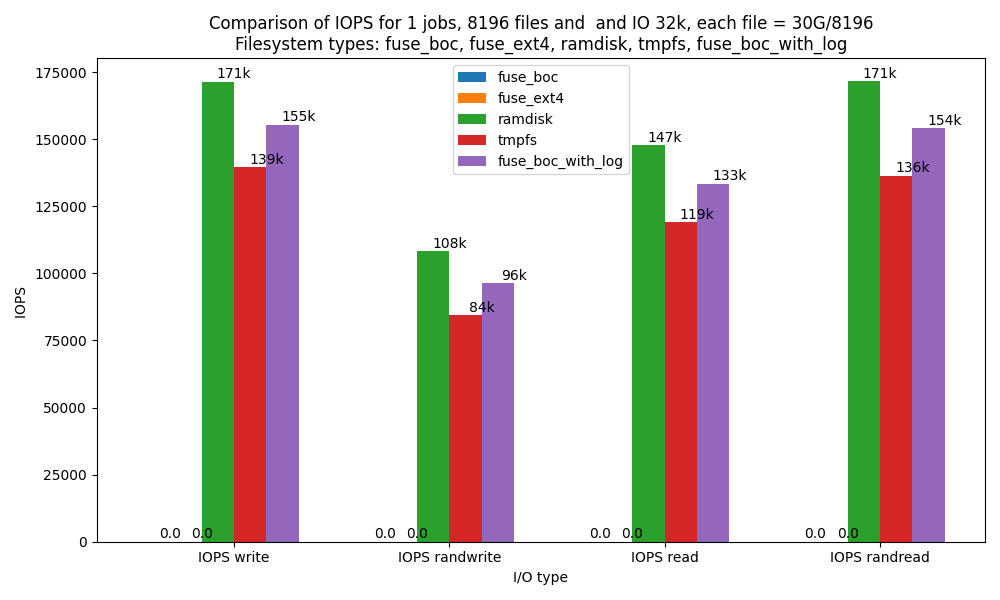 Comparison of IOPS for 1 jobs, 8196 files and  and IO 32k, each file = 30G/8196
Filesystem types: fuse_boc, fuse_ext4, ramdisk, tmpfs, fuse_boc_with_log
IOPS
175000
150000
125000
100000
75000
50000
25000
0
fuse_boc
fuse_ext4
ramdisk
tmpfs
fuse_boc_with_log
0.0 0.0 171k 139k 155k
0.0 0.0 108k 84k 96k
0.0 0.0 147k 119k 133k
0.0 0.0 171k 136k 154k
IOPS write IOPS randwrite IOPS read IOPS randread
I/O type